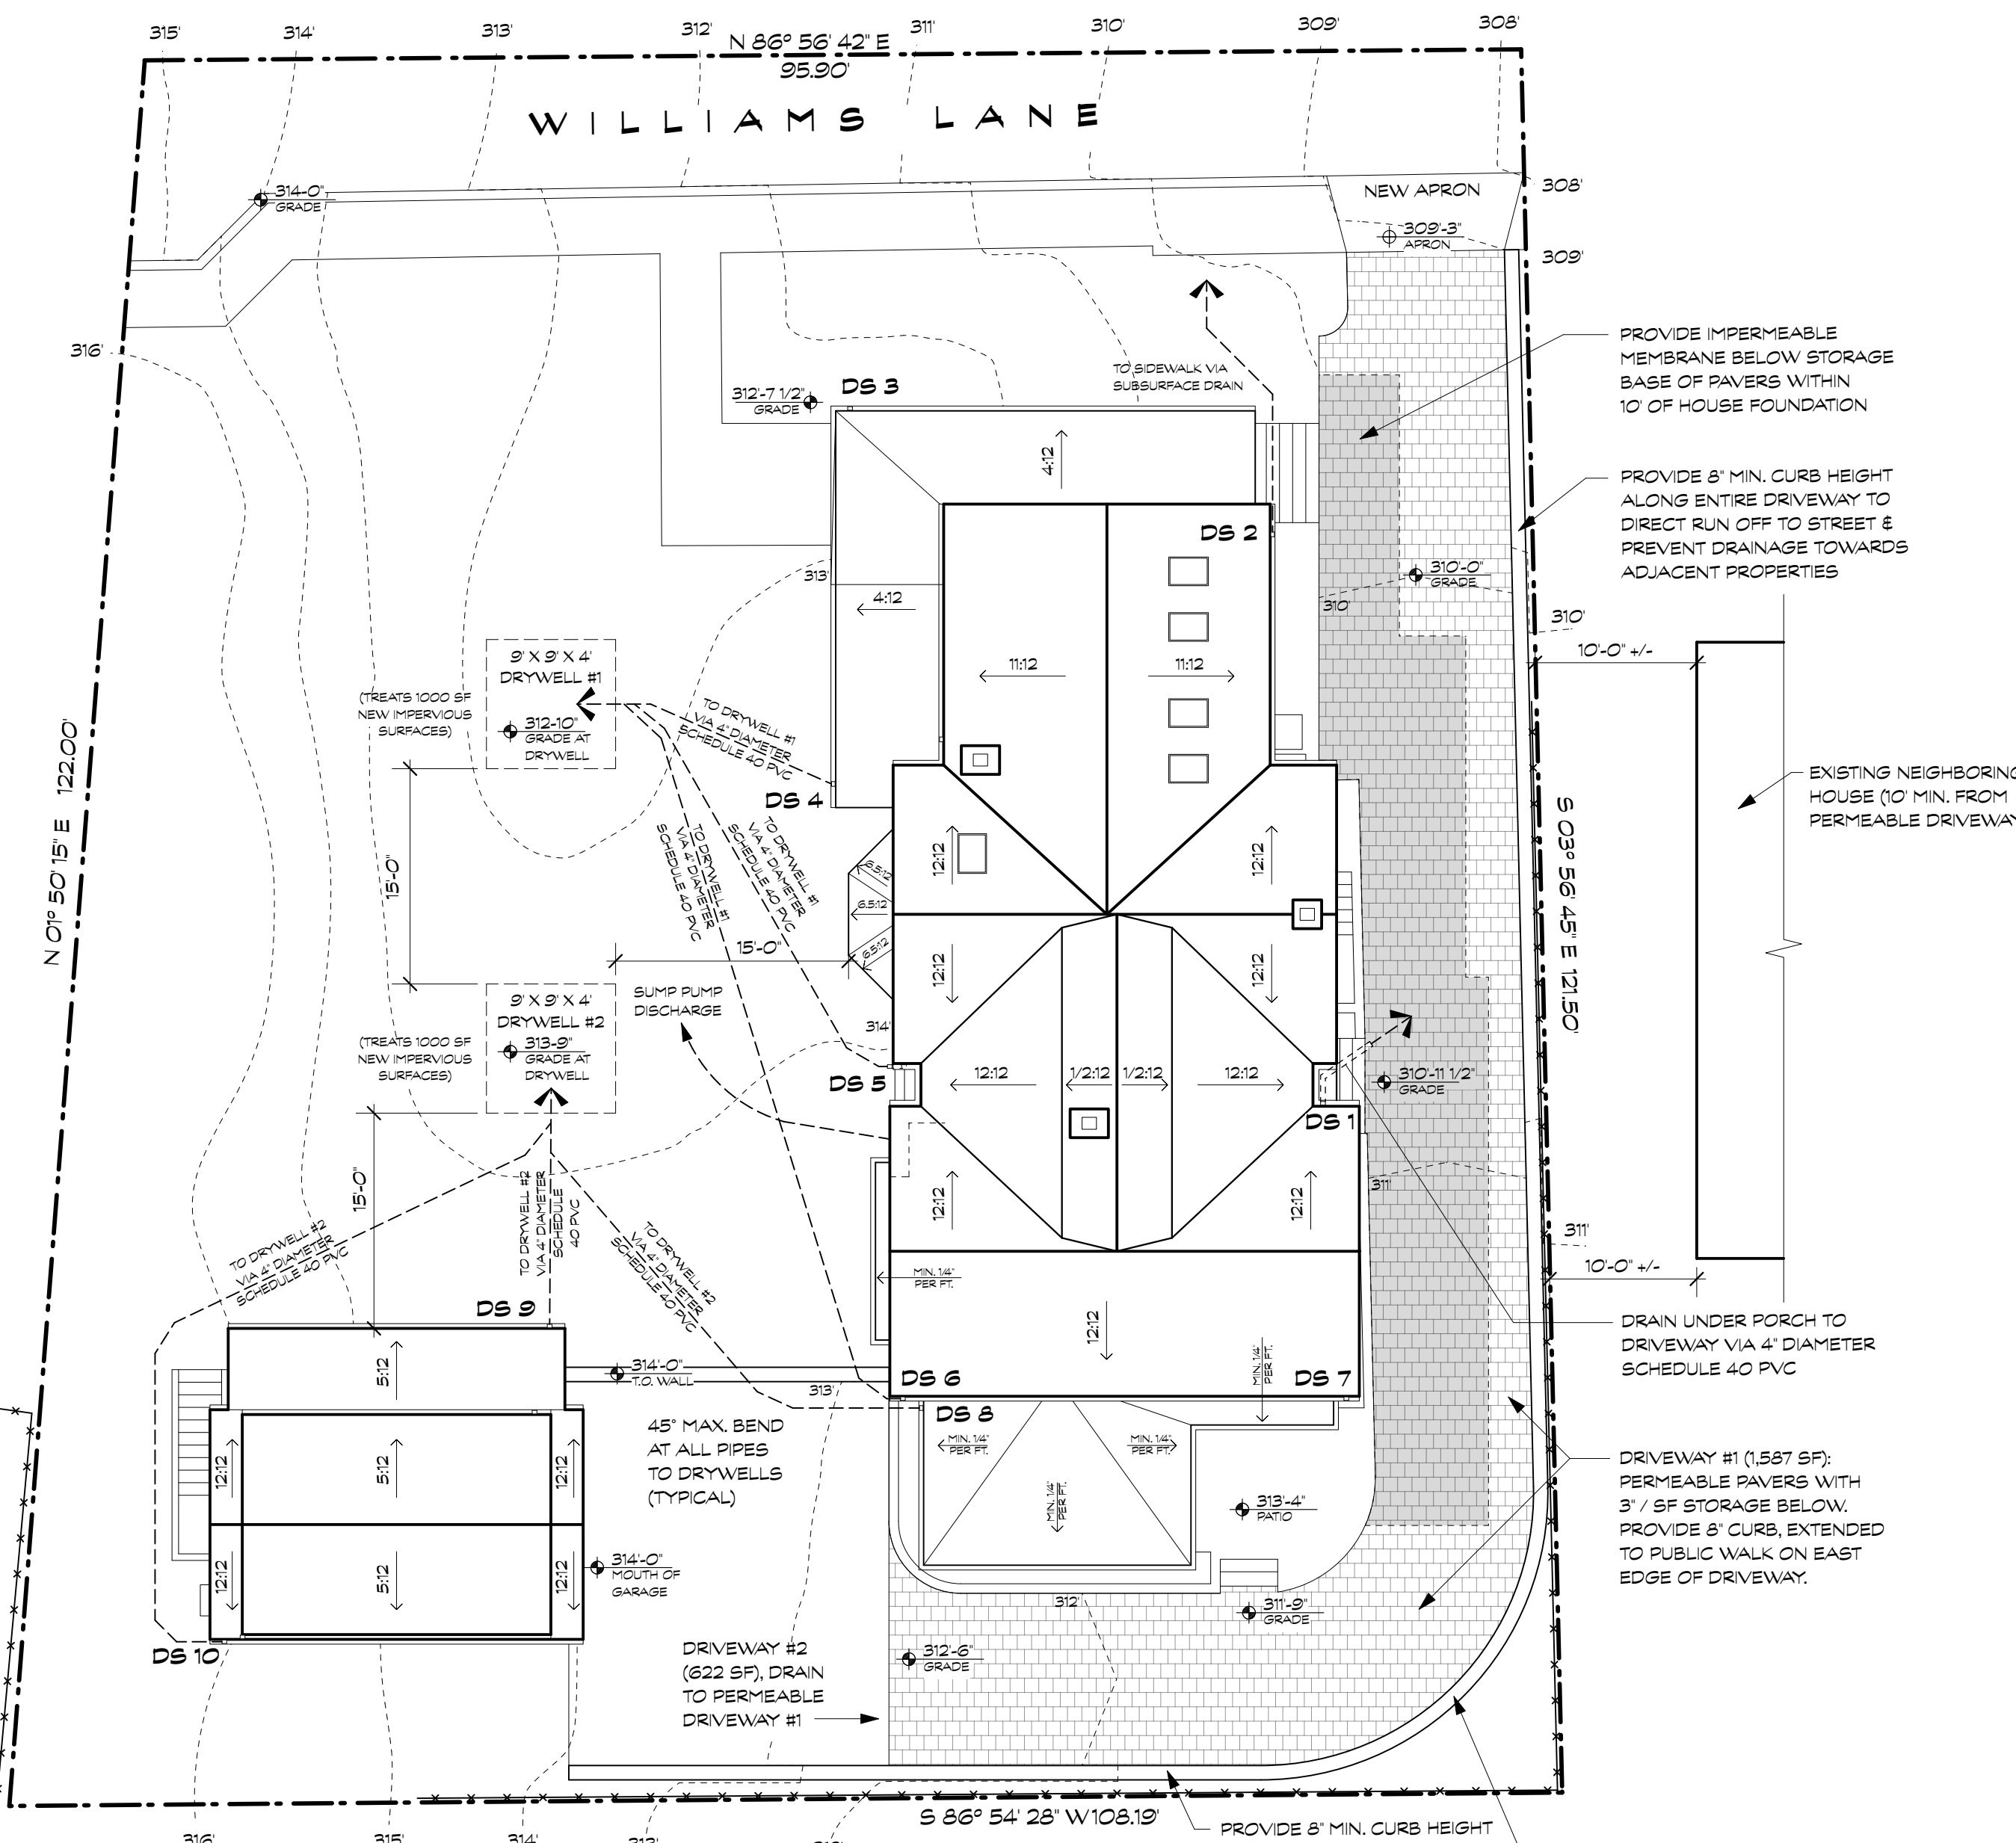 315'
314'
313'
312'
311'
310'
309'
308'
N 86° 56' 42" E
95.90'
WILLIAMS LANE
314'-0"
GRADE
NEW APRON
308'
309'-3"
APRON
309'
316'
PROVIDE IMPERMEABLE
MEMBRANE BELOW STORAGE
BASE OF PAVERS WITHIN
10' OF HOUSE FOUNDATION
TO SIDEWALK VIA
SUBSURFACE DRAIN
312'-7 1/2"
GRADE
DS 3
4:12
PROVIDE 8" MIN. CURB HEIGHT
ALONG ENTIRE DRIVEWAY TO
DIRECT RUN OFF TO STREET &
PREVENT DRAINAGE TOWARDS
ADJACENT PROPERTIES
DS 2
310'-0"
GRADE
313'
4:12
310'
310'
9' X 9' X 4'
DRYWELL #1
10'-0" +/-
11:12
11:12
(TREATS 1000 SF
NEW IMPERVIOUS
SURFACES)
312'-10"
GRADE AT
DRYWELL
TO DRYWELL #1
VIA 4" DIAMETER
SCHEDULE 40 PVC
N 01° 50' 15" E 122.00'
DS 4
EXISTING NEIGHBORING
HOUSE (10' MIN. FROM
PERMEABLE DRIVEWAY
S 03° 56' 45" E 121.50'
15'-0"
TO DRYWELL #1
VIA 4" DIAMETER
SCHEDULE 40 PVC
TO DRYWELL #1
VIA 4" DIAMETER
SCHEDULE 40 PVC
6.5:12
6.5:12
6.5:12
12:12
12:12
15'-0"
12:12
12:12
SUMP PUMP
DISCHARGE
9' X 9' X 4'
DRYWELL #2
314'
(TREATS 1000 SF
NEW IMPERVIOUS
SURFACES)
313'-9"
GRADE AT
DRYWELL
DS 5
12:12
1/2:12
1/2:12
12:12
310'-11 1/2"
GRADE
DS 1
15'-0"
TO DRYWELL #2
VIA 4" DIAMETER
SCHEDULE
40 PVC
12:12
12:12
311'
311'
TO DRYWELL #2
VIA 4" DIAMETER
SCHEDULE 40 PVC
TO DRYWELL #2
VIA 4" DIAMETER
SCHEDULE 40 PVC
MIN. 1/4"
PER FT.
10'-0" +/-
DS 9
12:12
DRAIN UNDER PORCH TO
DRIVEWAY VIA 4" DIAMETER
SCHEDULE 40 PVC
5:12
314'-0"
T.O. WALL
313'
DS 6
MIN. 1/4"
PER FT.
DS 7
DS 8
45° MAX. BEND
AT ALL PIPES
TO DRYWELLS
(TYPICAL)
MIN. 1/4"
PER FT.
MIN. 1/4"
PER FT.
12:12
5:12
12:12
MIN. 1/4"
PER FT.
313'-4"
PATIO
DRIVEWAY #1 (1,587 SF):
PERMEABLE PAVERS WITH
3" / SF STORAGE BELOW.
PROVIDE 8" CURB, EXTENDED
TO PUBLIC WALK ON EAST
EDGE OF DRIVEWAY.
12:12
5:12
12:12
314'-0"
MOUTH OF
GARAGE
312'
311'-9"
GRADE
DS 10
DRIVEWAY #2
(622 SF), DRAIN
TO PERMEABLE
DRIVEWAY #1
312'-6"
GRADE
S 86° 54' 28" W 108.19'
PROVIDE 8" MIN. CURB HEIGHT
316'
315'
314'
313'